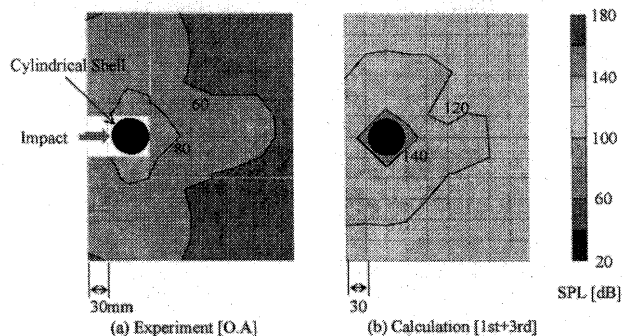 Cylindrical Shell
Impact
60
80
30mm
(a) Experiment [O.A]
120
140
30
(b) Calculation [1st+3rd]
180
140
100
60
20
SPL [dB]